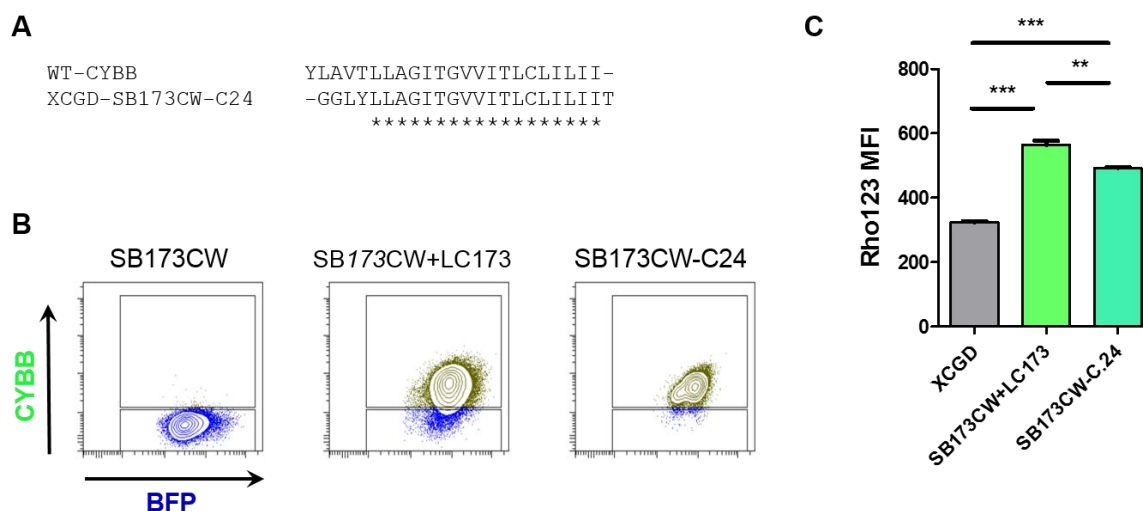 A
WT-CYBB YLAVTLLAGITGVVITLCLILII-
XCGD-SB173CW-C24 -GGLYLLAGITGVVITLCLILIIT
******************
B
SB173CW SB173CW+LC173 SB173CW-C24
CYBB
BFP
C
***
**
***
Rho123 MFI
800
600
400
200
0
XCGD
SB173CW+LC173
SB173CW-C.24